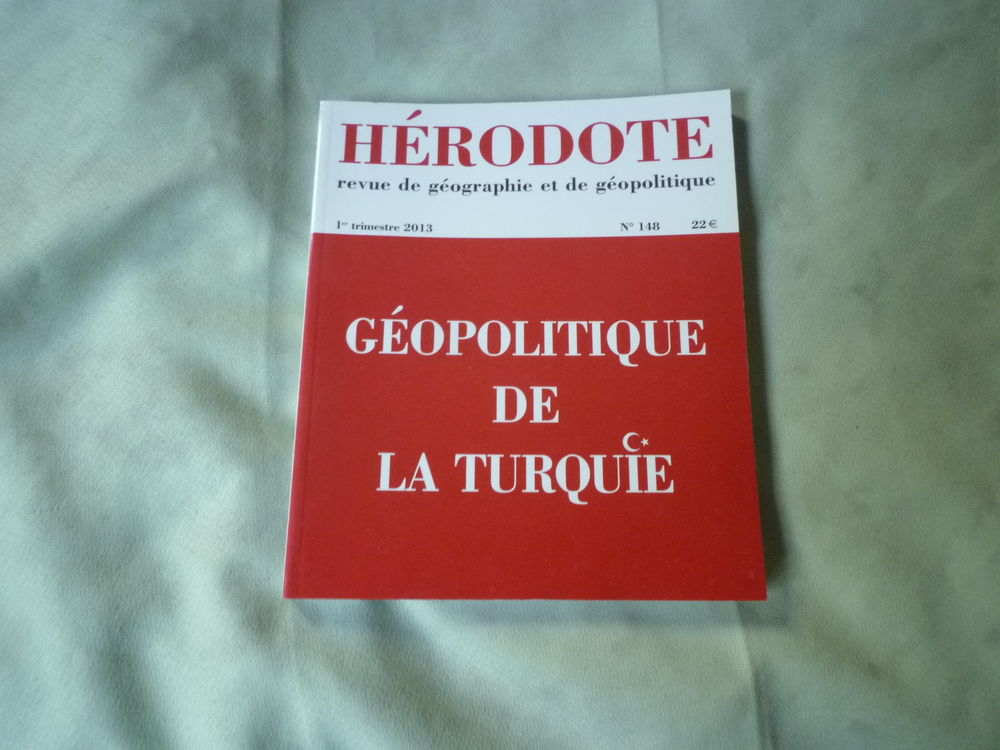 HÉRODOTE
revue de géographie et de géopolitique
1er trimestre 2013 N° 148 22 €
GÉOPOLITIQUE
DE
LA TURQUIE